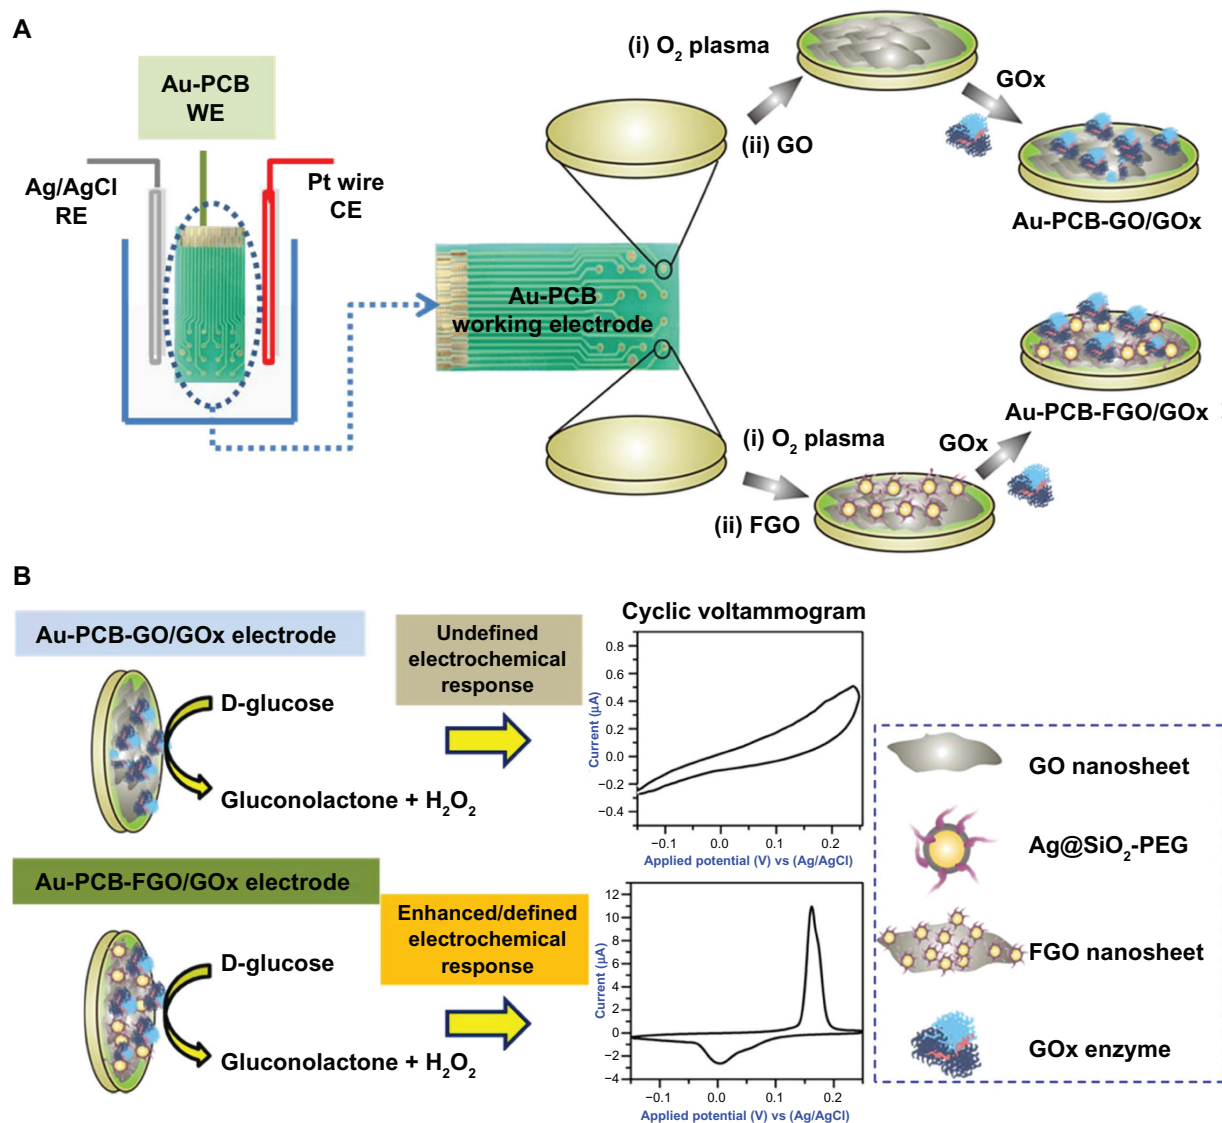 A
Au-PCB
WE
Ag/AgCl
RE
Pt wire
CE
(i) O₂ plasma
(ii) GO
GOx
Au-PCB-GO/GOx
Au-PCB
working electrode
Au-PCB-FGO/GOx
(i) O₂ plasma
GOx
(ii) FGO
B
Au-PCB-GO/GOx electrode
D-glucose
Gluconolactone + H₂O₂
Undefined
electrochemical
response
Cyclic voltammogram
Current (µA)
0.8
0.6
0.4
0.2
0.0
−0.2
−0.4
−0.1 0.0 0.1 0.2
Applied potential (V) vs (Ag/AgCl)
Au-PCB-FGO/GOx electrode
D-glucose
Gluconolactone + H₂O₂
Enhanced/defined
electrochemical
response
Current (µA)
12
10
8
6
4
2
0
−2
−4
−0.1 0.0 0.1 0.2
Applied potential (V) vs (Ag/AgCl)
GO nanosheet
Ag@SiO₂-PEG
FGO nanosheet
GOx enzyme